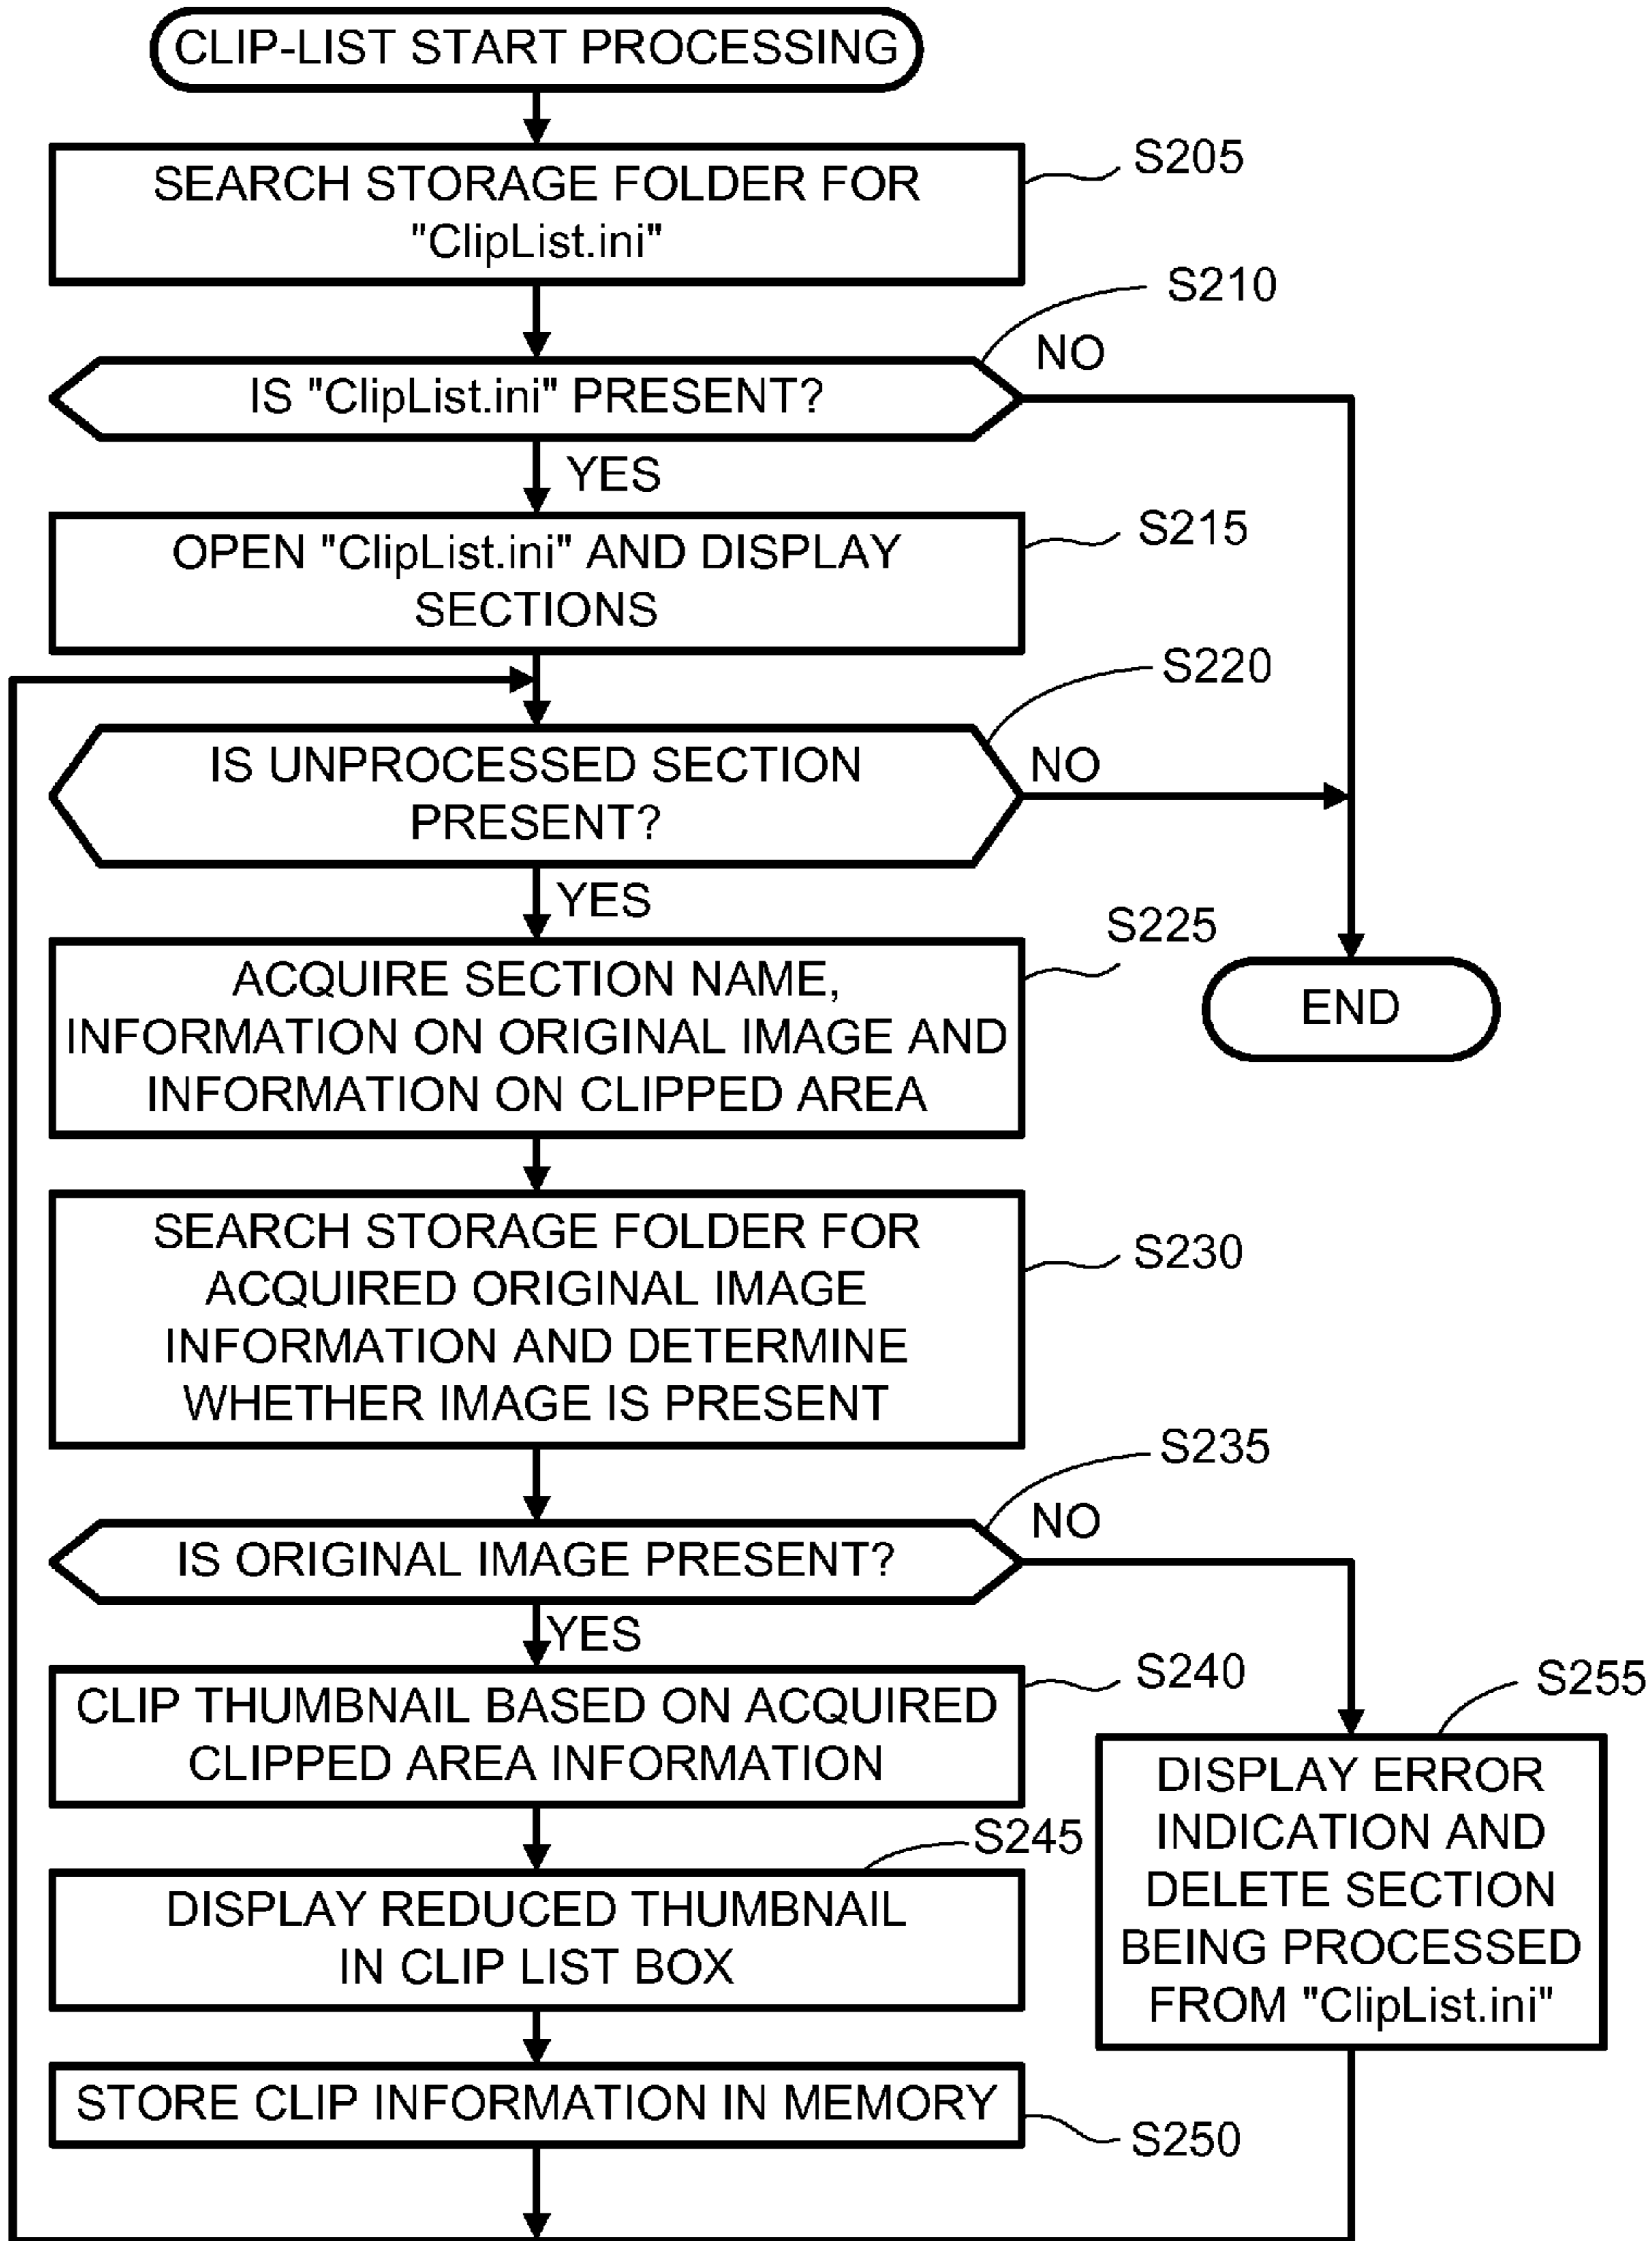 CLIP-LIST START PROCESSING
S205
SEARCH STORAGE FOLDER FOR
"ClipList.ini"
S210
NO
IS "ClipList.ini" PRESENT?
YES
S215
OPEN "ClipList.ini" AND DISPLAY
SECTIONS
S220
IS UNPROCESSED SECTION
PRESENT?
NO
YES
S225
ACQUIRE SECTION NAME,
INFORMATION ON ORIGINAL IMAGE AND
INFORMATION ON CLIPPED AREA
END
SEARCH STORAGE FOLDER FOR
ACQUIRED ORIGINAL IMAGE
INFORMATION AND DETERMINE
WHETHER IMAGE IS PRESENT
S230
S235
NO
IS ORIGINAL IMAGE PRESENT?
YES
S240
CLIP THUMBNAIL BASED ON ACQUIRED
CLIPPED AREA INFORMATION
S255
DISPLAY ERROR
INDICATION AND
DELETE SECTION
BEING PROCESSED
FROM "ClipList.ini"
S245
DISPLAY REDUCED THUMBNAIL
IN CLIP LIST BOX
STORE CLIP INFORMATION IN MEMORY
S250